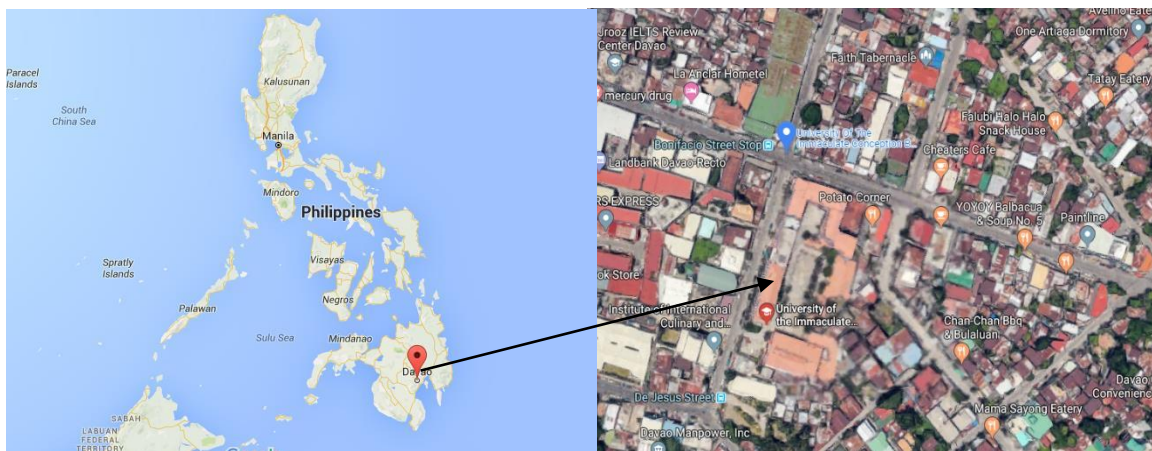 Paracel
Islands
South
China Sea
Kalusunan
Manila
Mindoro
Philippines
Visayas
Spratly
Islands
Palawan
Negros
Sulu Sea
Mindanao
Davao
SABAH
LABUAN
FEDERAL
TERRITORY
Jrooz IELTS Review
Center Davao
One Artiaga Dormitory
La Anclar Hometel
Faith Tabernacle
Tatay Eatery
mercury drug
Falubi Halo Halo
Snack House
University Of The
Immaculate Conception B...
Bonifacio Street Stop
Cheaters Cafe
Landbank Davao-Recto
RS EXPRESS
Potato Corner
YOYOY Balbacua
& Soup No. 5
Paintline
ok Store
Institute of International
Culinary and...
University of
the Immaculate...
Chan-Chan Bbq
& Bulaluan
De Jesus Street
Davao
Convenienc
Mama Sayong Eatery
Davao Manpower, Inc